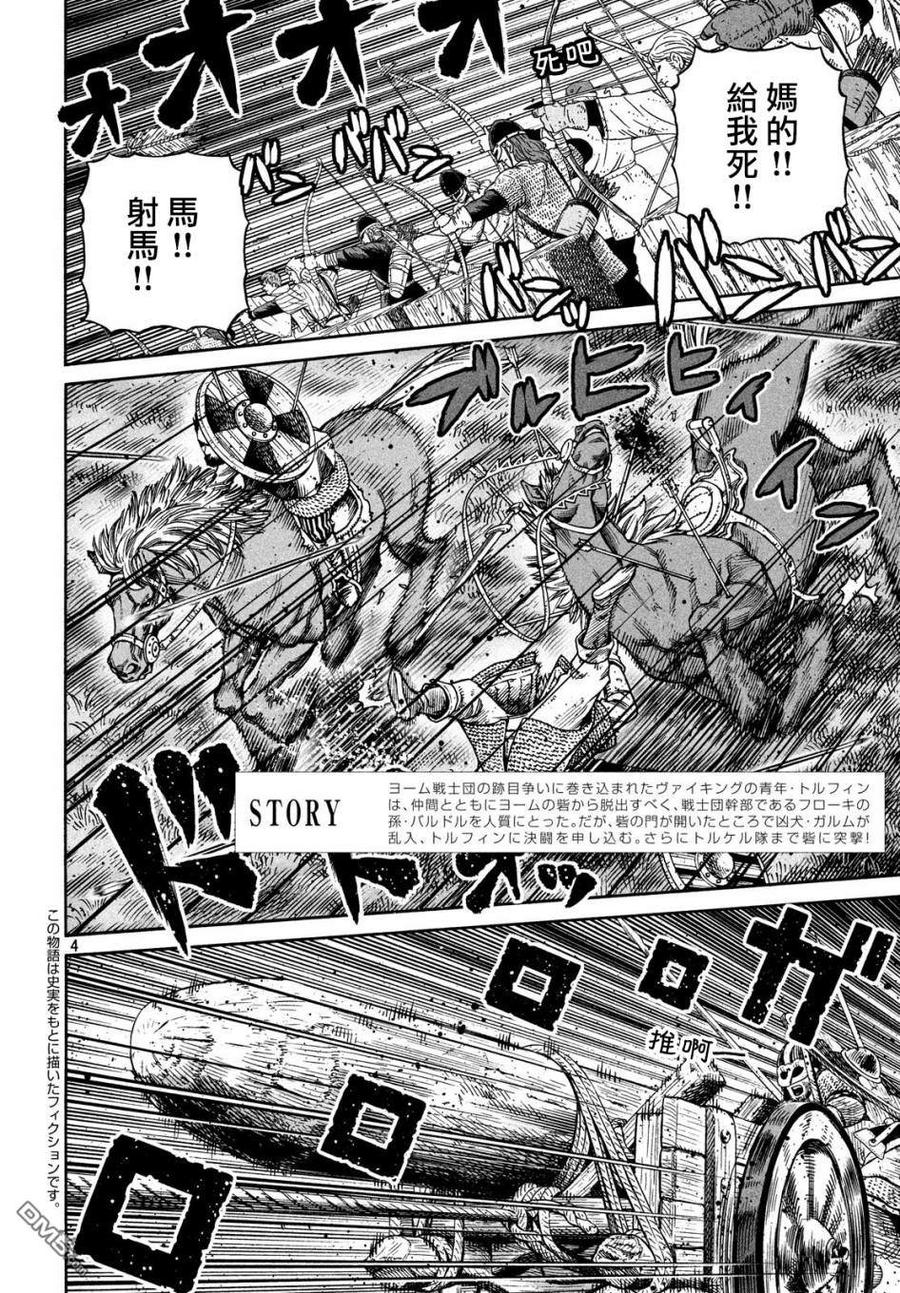 媽的!!
給我死!!
死吧
オオオオ
バンッ
バンッ
馬!!
射馬!!
ブルヒヒィィ
STORY
ヨーム戦士団の跡目争いに巻き込まれたヴァイキングの青年・トルフィン
は、仲間とともにヨームの砦から脱出すべく、戦士団幹部であるフローキの
孫・バルドルを人質にとった。だが、砦の門が開いたところで凶犬・ガルムが
乱入、トルフィンに決闘を申し込む。さらにトルケル隊まで砦に突撃!
ドドォッ
4
この物語は史実をもとに描いたフィクションです。
ガロロロロ
推啊一